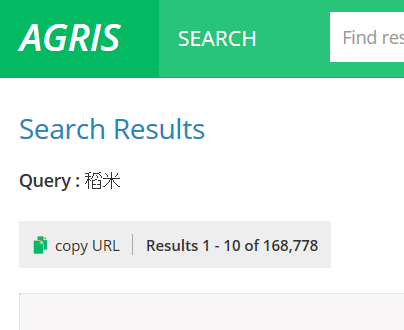 AGRIS
SEARCH
Find res
Search Results
Query : 稻米
copy URL
Results 1 - 10 of 168,778